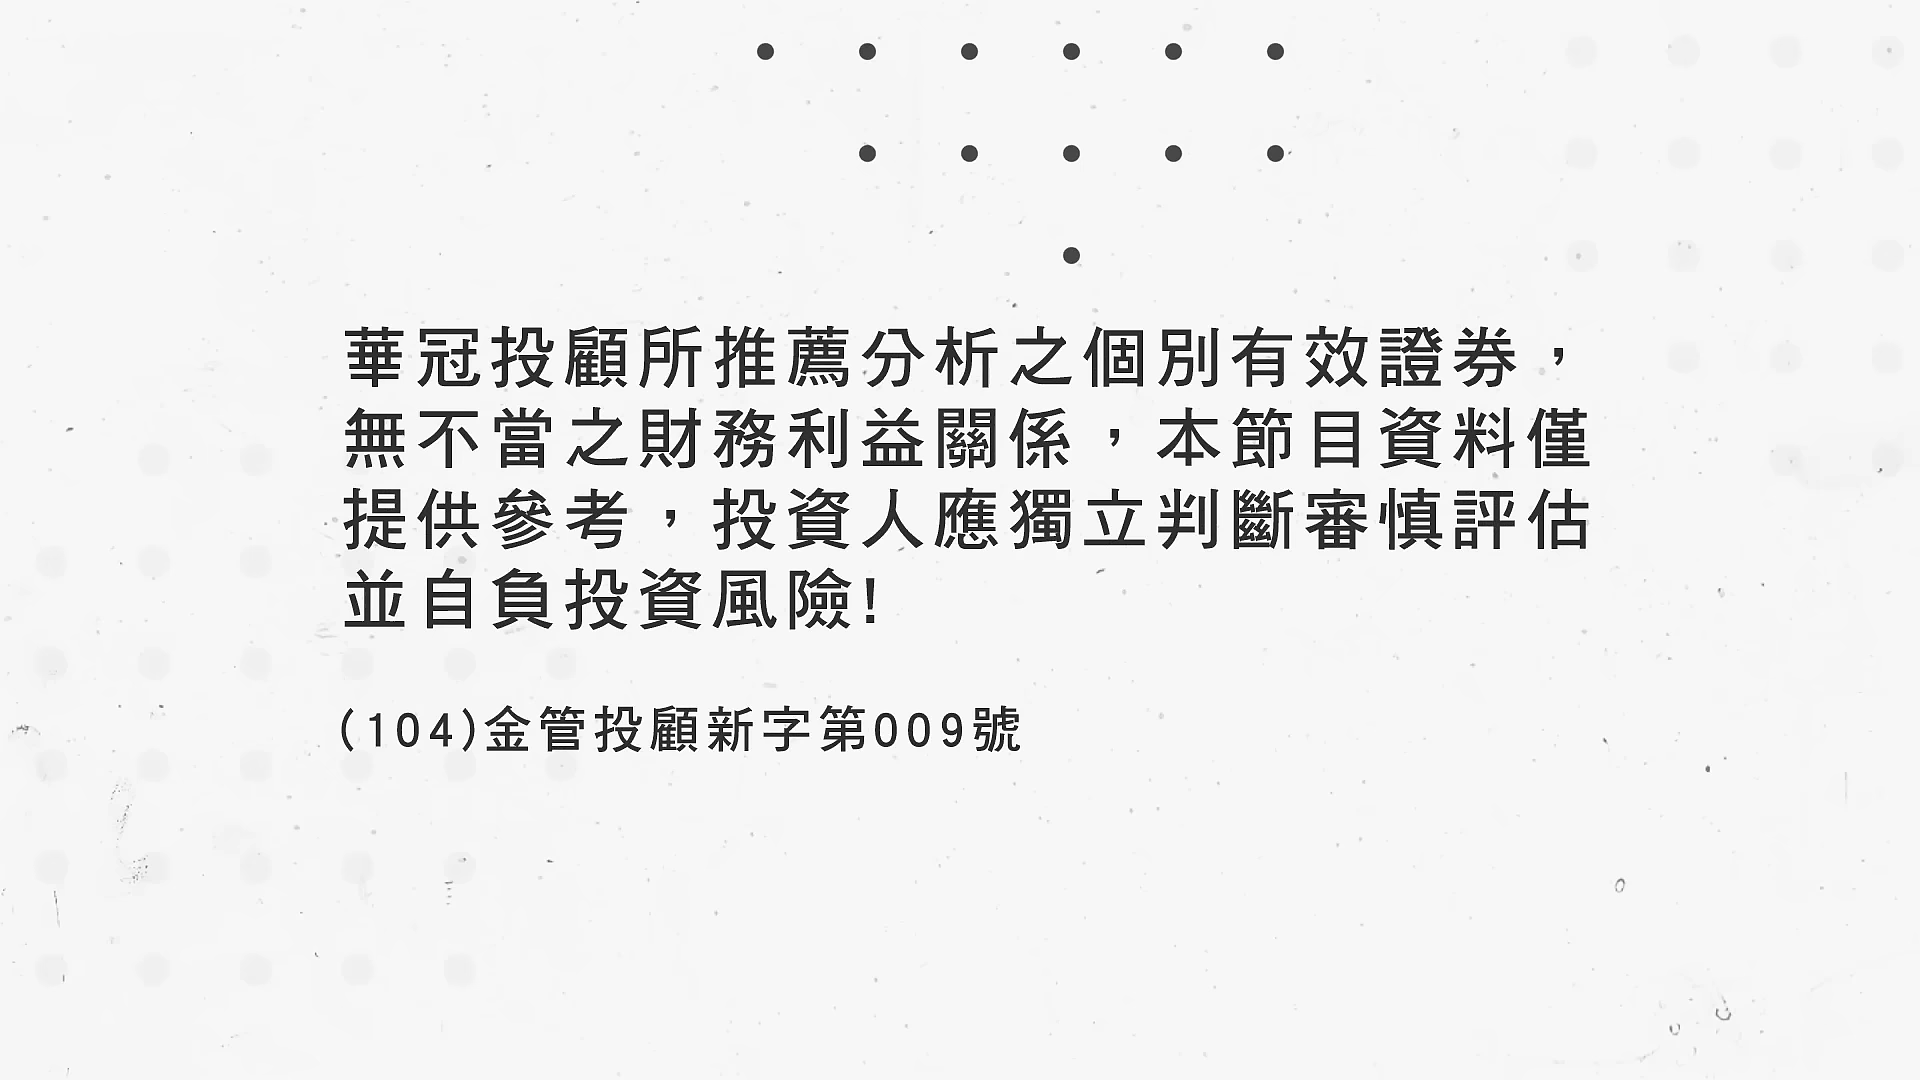 華冠投顧所推薦分析之個別有效證券，
無不當之財務利益關係，本節目資料僅
提供參考，投資人應獨立判斷審慎評估
並自負投資風險!
(104)金管投顧新字第009號